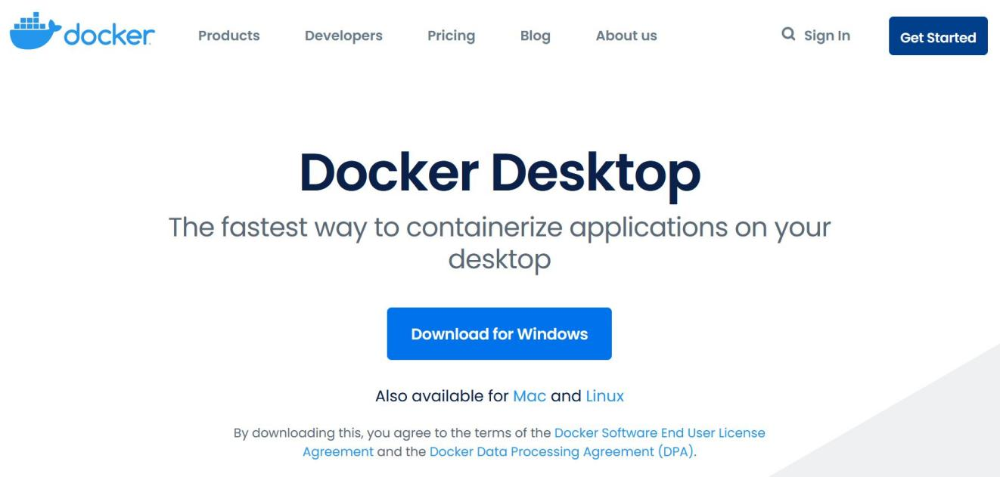 docker
Products
Developers
Pricing
Blog
About us
Sign In
Get Started
Docker Desktop
The fastest way to containerize applications on your
desktop
Download for Windows
Also available for Mac and Linux
By downloading this, you agree to the terms of the Docker Software End User License
Agreement and the Docker Data Processing Agreement (DPA).